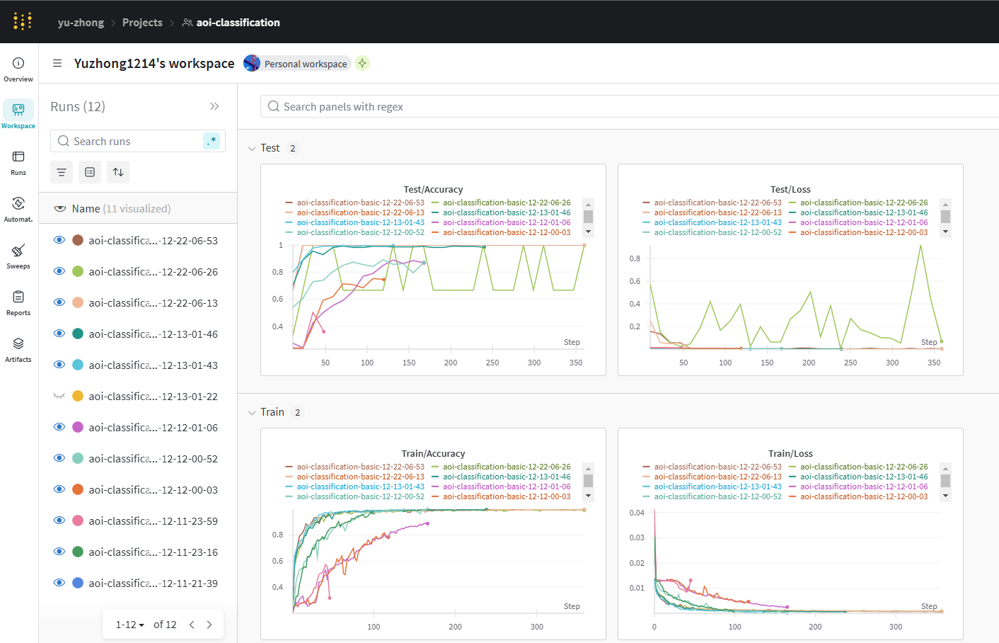 yu-zhong > Projects > aoi-classification
Overview
Workspace
Runs
Automat.
Sweeps
Reports
Artifacts
Yuzhong1214's workspace Personal workspace
Runs (12)
Search runs .*
Name (11 visualized)
aoi-classifica...-12-22-06-53
aoi-classifica...-12-22-06-26
aoi-classifica...-12-22-06-13
aoi-classifica...-12-13-01-46
aoi-classifica...-12-13-01-43
aoi-classifica...-12-13-01-22
aoi-classifica...-12-12-01-06
aoi-classifica...-12-12-00-52
aoi-classifica...-12-12-00-03
aoi-classifica...-12-11-23-59
aoi-classifica...-12-11-23-16
aoi-classifica...-12-11-21-39
1-12 of 12
Search panels with regex
Test 2
Test/Accuracy
aoi-classification-basic-12-22-06-53 aoi-classification-basic-12-22-06-26
aoi-classification-basic-12-22-06-13 aoi-classification-basic-12-13-01-46
aoi-classification-basic-12-13-01-43 aoi-classification-basic-12-12-01-06
aoi-classification-basic-12-12-00-52 aoi-classification-basic-12-12-00-03
1
0.8
0.6
0.4
Step
50 100 150 200 250 300 350
Test/Loss
aoi-classification-basic-12-22-06-53 aoi-classification-basic-12-22-06-26
aoi-classification-basic-12-22-06-13 aoi-classification-basic-12-13-01-46
aoi-classification-basic-12-13-01-43 aoi-classification-basic-12-12-01-06
aoi-classification-basic-12-12-00-52 aoi-classification-basic-12-12-00-03
0.8
0.6
0.4
0.2
Step
50 100 150 200 250 300 350
Train 2
Train/Accuracy
aoi-classification-basic-12-22-06-53 aoi-classification-basic-12-22-06-26
aoi-classification-basic-12-22-06-13 aoi-classification-basic-12-13-01-46
aoi-classification-basic-12-13-01-43 aoi-classification-basic-12-12-01-06
aoi-classification-basic-12-12-00-52 aoi-classification-basic-12-12-00-03
0.8
0.6
0.4
Step
100 200 300
Train/Loss
aoi-classification-basic-12-22-06-53 aoi-classification-basic-12-22-06-26
aoi-classification-basic-12-22-06-13 aoi-classification-basic-12-13-01-46
aoi-classification-basic-12-13-01-43 aoi-classification-basic-12-12-01-06
aoi-classification-basic-12-12-00-52 aoi-classification-basic-12-12-00-03
0.04
0.03
0.02
0.01
Step
0 100 200 300